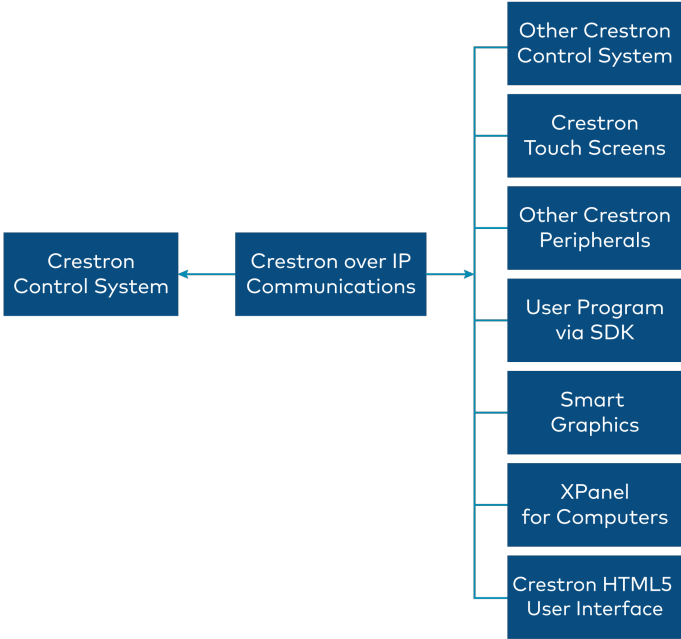 Crestron
Control System
Crestron over IP
Communications
Other Crestron
Control System
Crestron
Touch Screens
Other Crestron
Peripherals
User Program
via SDK
Smart
Graphics
XPanel
for Computers
Crestron HTML5
User Interface